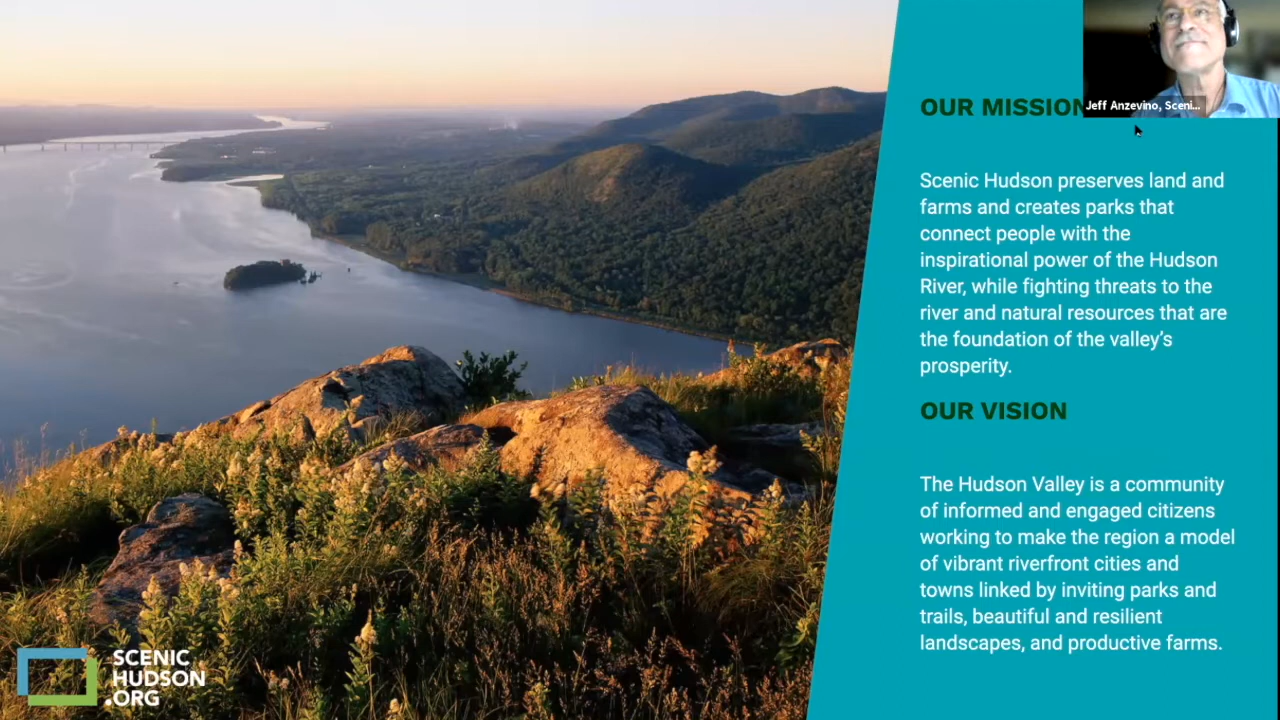 Jeff Anzevino, Sceni...
OUR MISSION
Scenic Hudson preserves land and
farms and creates parks that
connect people with the
inspirational power of the Hudson
River, while fighting threats to the
river and natural resources that are
the foundation of the valley’s
prosperity.
OUR VISION
The Hudson Valley is a community
of informed and engaged citizens
working to make the region a model
of vibrant riverfront cities and
towns linked by inviting parks and
trails, beautiful and resilient
landscapes, and productive farms.
SCENIC
HUDSON
.ORG